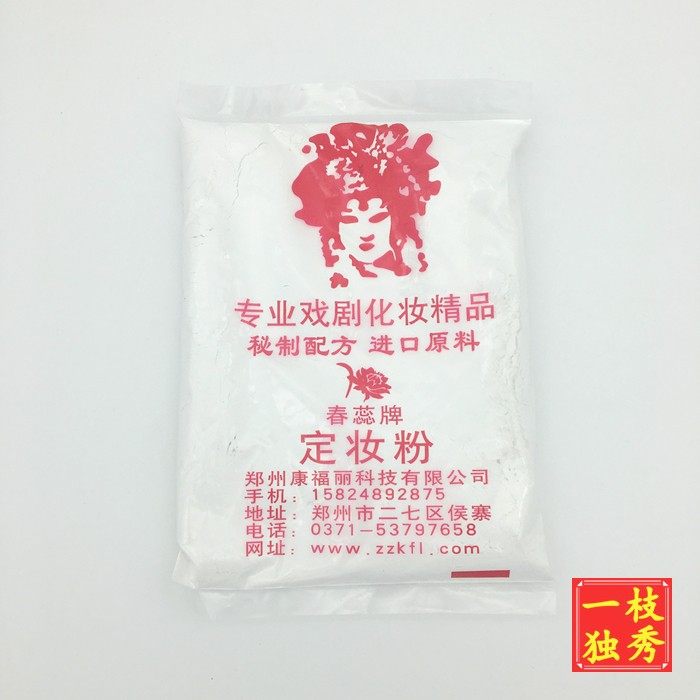 专业戏剧化妆精品
秘制配方 进口原料
春蕊牌
定妆粉
郑州康福丽科技有限公司
手机：15824892875
地址：郑州市二七区侯寨
电话：0371-53797658
网址：www.zzkfl.com
一枝
独秀